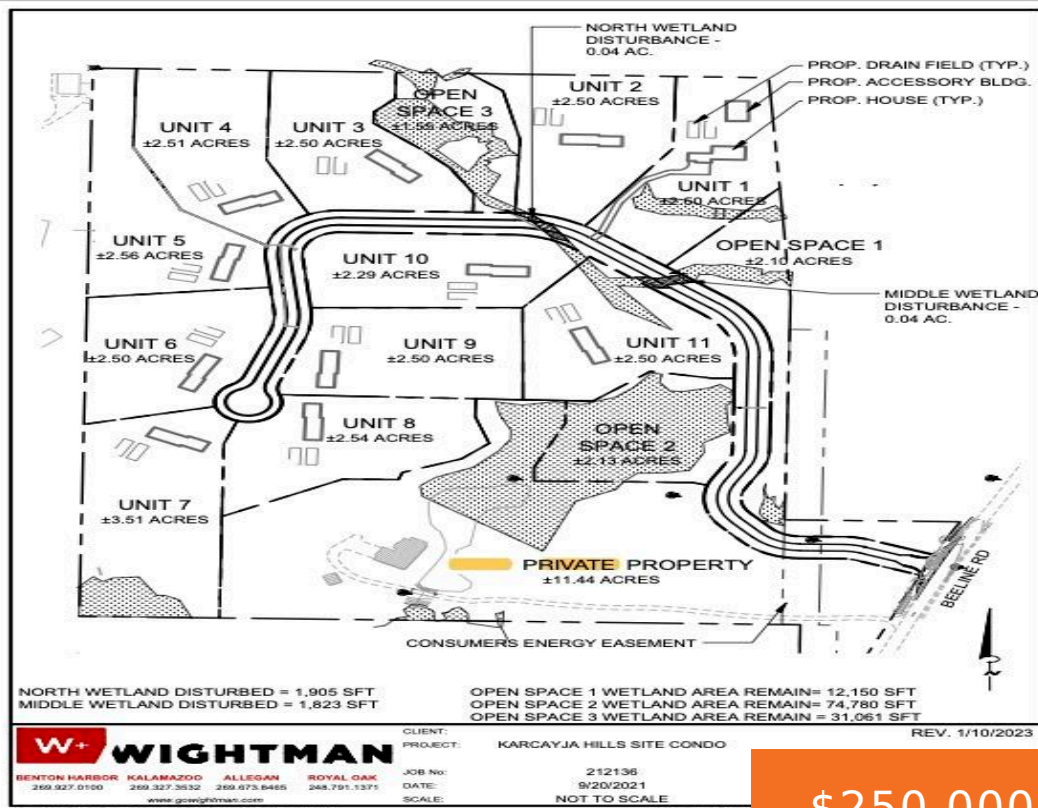 NORTH WETLAND
DISTURBANCE -
0.04 AC.
PROP. DRAIN FIELD (TYP.)
PROP. ACCESSORY BLDG.
PROP. HOUSE (TYP.)
OPEN
SPACE 3
±1.55 ACRES
UNIT 2
±2.50 ACRES
UNIT 4
±2.51 ACRES
UNIT 3
±2.50 ACRES
UNIT 1
±2.50 ACRES
UNIT 5
±2.56 ACRES
UNIT 10
±2.29 ACRES
OPEN SPACE 1
±2.10 ACRES
MIDDLE WETLAND
DISTURBANCE -
0.04 AC.
UNIT 6
±2.50 ACRES
UNIT 9
±2.50 ACRES
UNIT 11
±2.50 ACRES
UNIT 8
±2.54 ACRES
OPEN
SPACE 2
±2.13 ACRES
UNIT 7
±3.51 ACRES
PRIVATE PROPERTY
±11.44 ACRES
BEELINE RD
CONSUMERS ENERGY EASEMENT
NORTH WETLAND DISTURBED = 1,905 SFT
MIDDLE WETLAND DISTURBED = 1,823 SFT
OPEN SPACE 1 WETLAND AREA REMAIN= 12,150 SFT
OPEN SPACE 2 WETLAND AREA REMAIN= 74,780 SFT
OPEN SPACE 3 WETLAND AREA REMAIN = 31,061 SFT
W+ WIGHTMAN
BENTON HARBOR KALAMAZOO ALLEGAN ROYAL OAK
269.927.0100 269.327.3532 269.673.8465 248.791.1371
www.gowightman.com
CLIENT:
PROJECT: KARCAYJA HILLS SITE CONDO
JOB No: 212136
DATE: 9/20/2021
SCALE: NOT TO SCALE
REV. 1/10/2023
$250,000